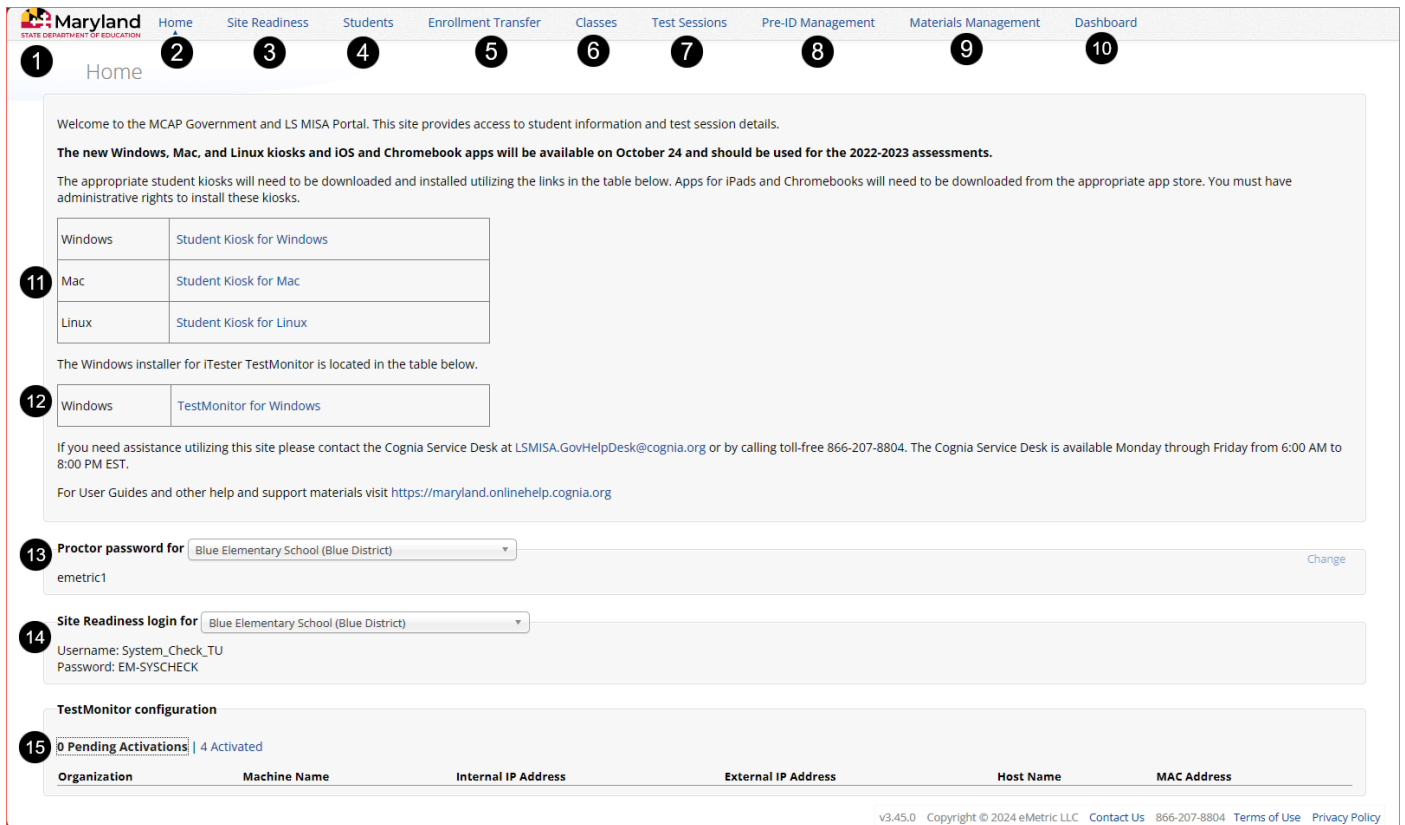 Maryland
STATE DEPARTMENT OF EDUCATION
Home Site Readiness Students Enrollment Transfer Classes Test Sessions Pre-ID Management Materials Management Dashboard
1 2 3 4 5 6 7 8 9 10
Home
Welcome to the MCAP Government and LS MISA Portal. This site provides access to student information and test session details.
The new Windows, Mac, and Linux kiosks and iOS and Chromebook apps will be available on October 24 and should be used for the 2022-2023 assessments.
The appropriate student kiosks will need to be downloaded and installed utilizing the links in the table below. Apps for iPads and Chromebooks will need to be downloaded from the appropriate app store. You must have
administrative rights to install these kiosks.
Windows Student Kiosk for Windows
11 Mac Student Kiosk for Mac
Linux Student Kiosk for Linux
The Windows installer for iTester TestMonitor is located in the table below.
12 Windows TestMonitor for Windows
If you need assistance utilizing this site please contact the Cognia Service Desk at LSMISA.GovHelpDesk@cognia.org or by calling toll-free 866-207-8804. The Cognia Service Desk is available Monday through Friday from 6:00 AM to
8:00 PM EST.
For User Guides and other help and support materials visit https://maryland.onlinehelp.cognia.org
13 Proctor password for Blue Elementary School (Blue District)
Change
emetric1
14 Site Readiness login for Blue Elementary School (Blue District)
Username: System_Check_TU
Password: EM-SYSCHECK
TestMonitor configuration
15 0 Pending Activations | 4 Activated
Organization Machine Name Internal IP Address External IP Address Host Name MAC Address
v3.45.0 Copyright © 2024 eMetric LLC Contact Us 866-207-8804 Terms of Use Privacy Policy